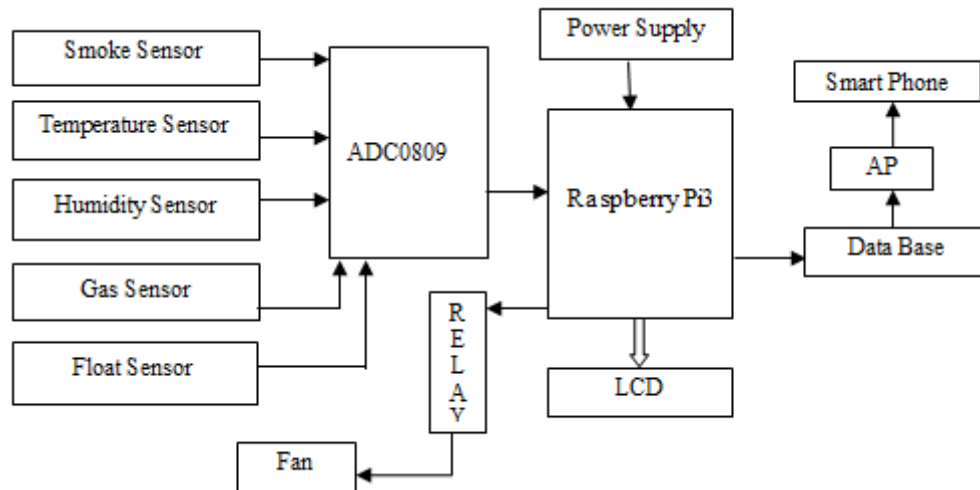 Smoke Sensor
Temperature Sensor
Humidity Sensor
Gas Sensor
Float Sensor
ADC0809
Power Supply
Raspberry Pi3
RELAY
Fan
LCD
Smart Phone
AP
Data Base